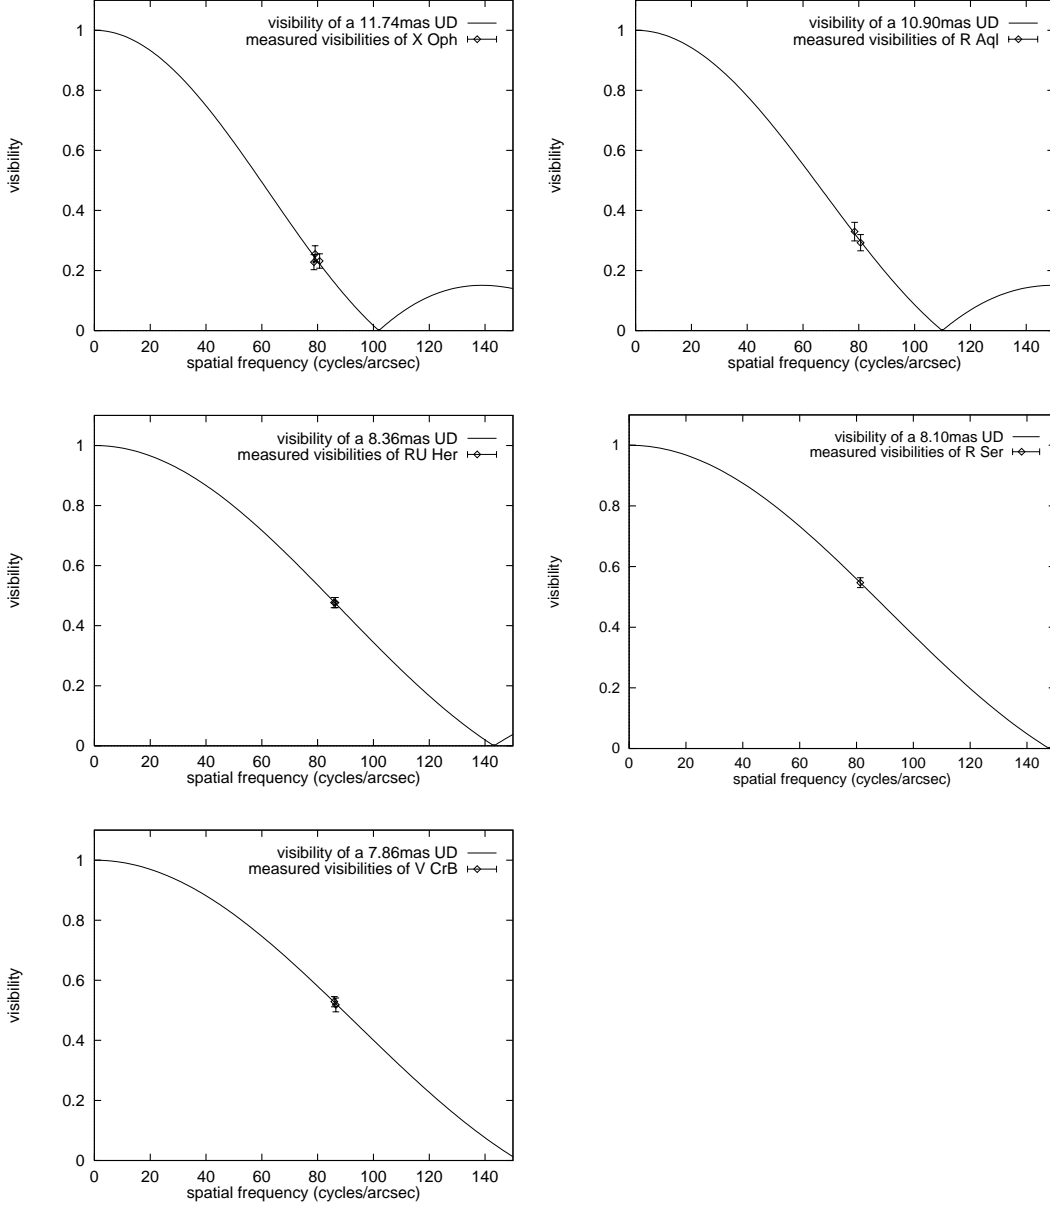 visibility of a 11.74mas UD
measured visibilities of X Oph
1
0.8
0.6
0.4
0.2
0
visibility
0 20 40 60 80 100 120 140
spatial frequency (cycles/arcsec)
visibility of a 10.90mas UD
measured visibilities of R Aql
1
0.8
0.6
0.4
0.2
0
visibility
0 20 40 60 80 100 120 140
spatial frequency (cycles/arcsec)
visibility of a 8.36mas UD
measured visibilities of RU Her
1
0.8
0.6
0.4
0.2
0
visibility
0 20 40 60 80 100 120 140
spatial frequency (cycles/arcsec)
visibility of a 8.10mas UD
measured visibilities of R Ser
1
0.8
0.6
0.4
0.2
0
visibility
0 20 40 60 80 100 120 140
spatial frequency (cycles/arcsec)
visibility of a 7.86mas UD
measured visibilities of V CrB
1
0.8
0.6
0.4
0.2
0
visibility
0 20 40 60 80 100 120 140
spatial frequency (cycles/arcsec)